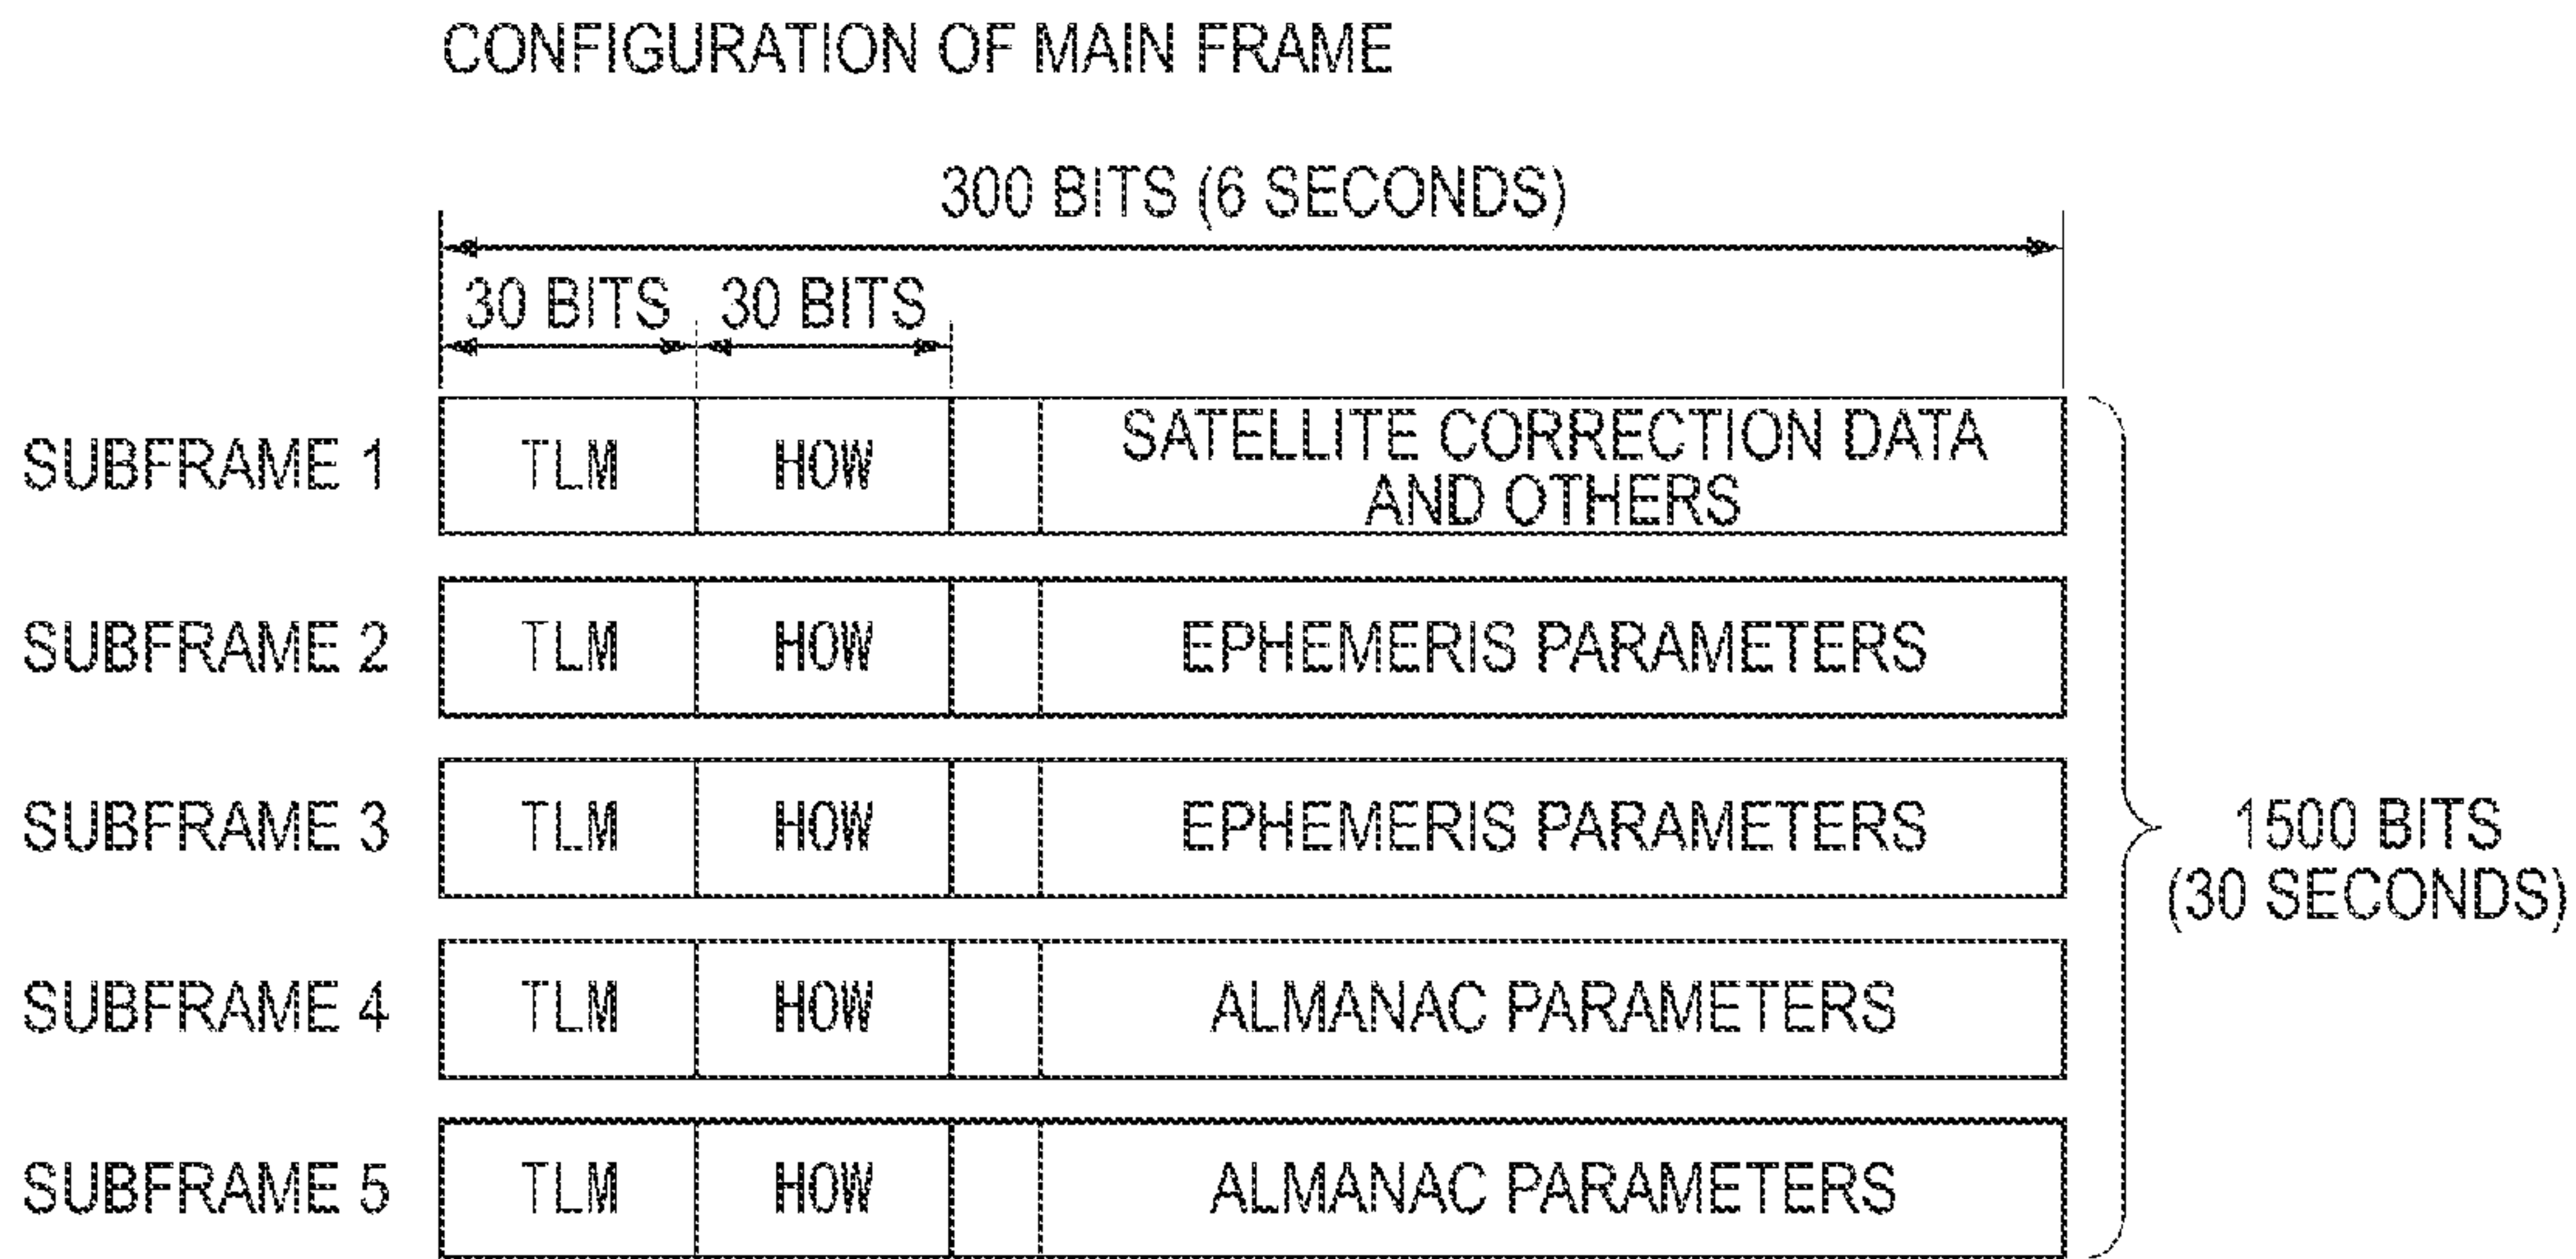 CONFIGURATION OF MAIN FRAME
300 BITS (6 SECONDS)
30 BITS 30 BITS
SUBFRAME 1 TLM HOW SATELLITE CORRECTION DATA
AND OTHERS
SUBFRAME 2 TLM HOW EPHEMERIS PARAMETERS
SUBFRAME 3 TLM HOW EPHEMERIS PARAMETERS
1500 BITS
(30 SECONDS)
SUBFRAME 4 TLM HOW ALMANAC PARAMETERS
SUBFRAME 5 TLM HOW ALMANAC PARAMETERS